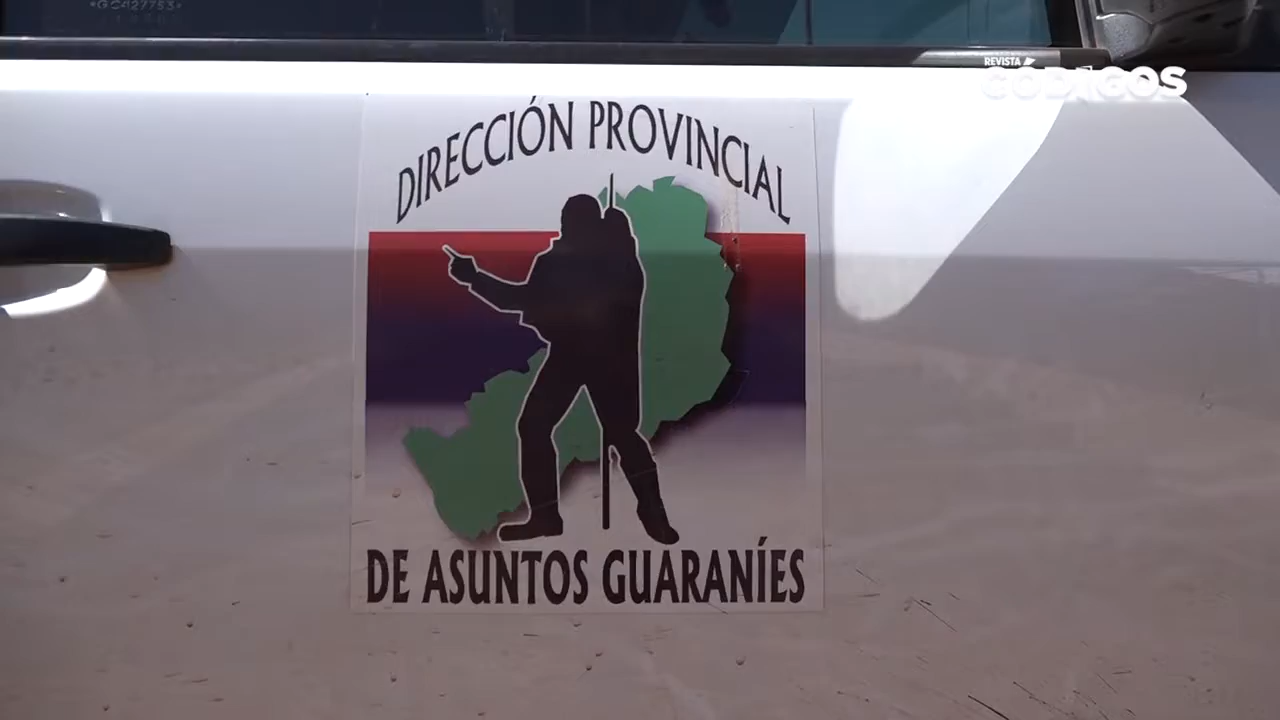 REVISTA
CÓDIGOS
DIRECCIÓN PROVINCIAL
DE ASUNTOS GUARANÍES